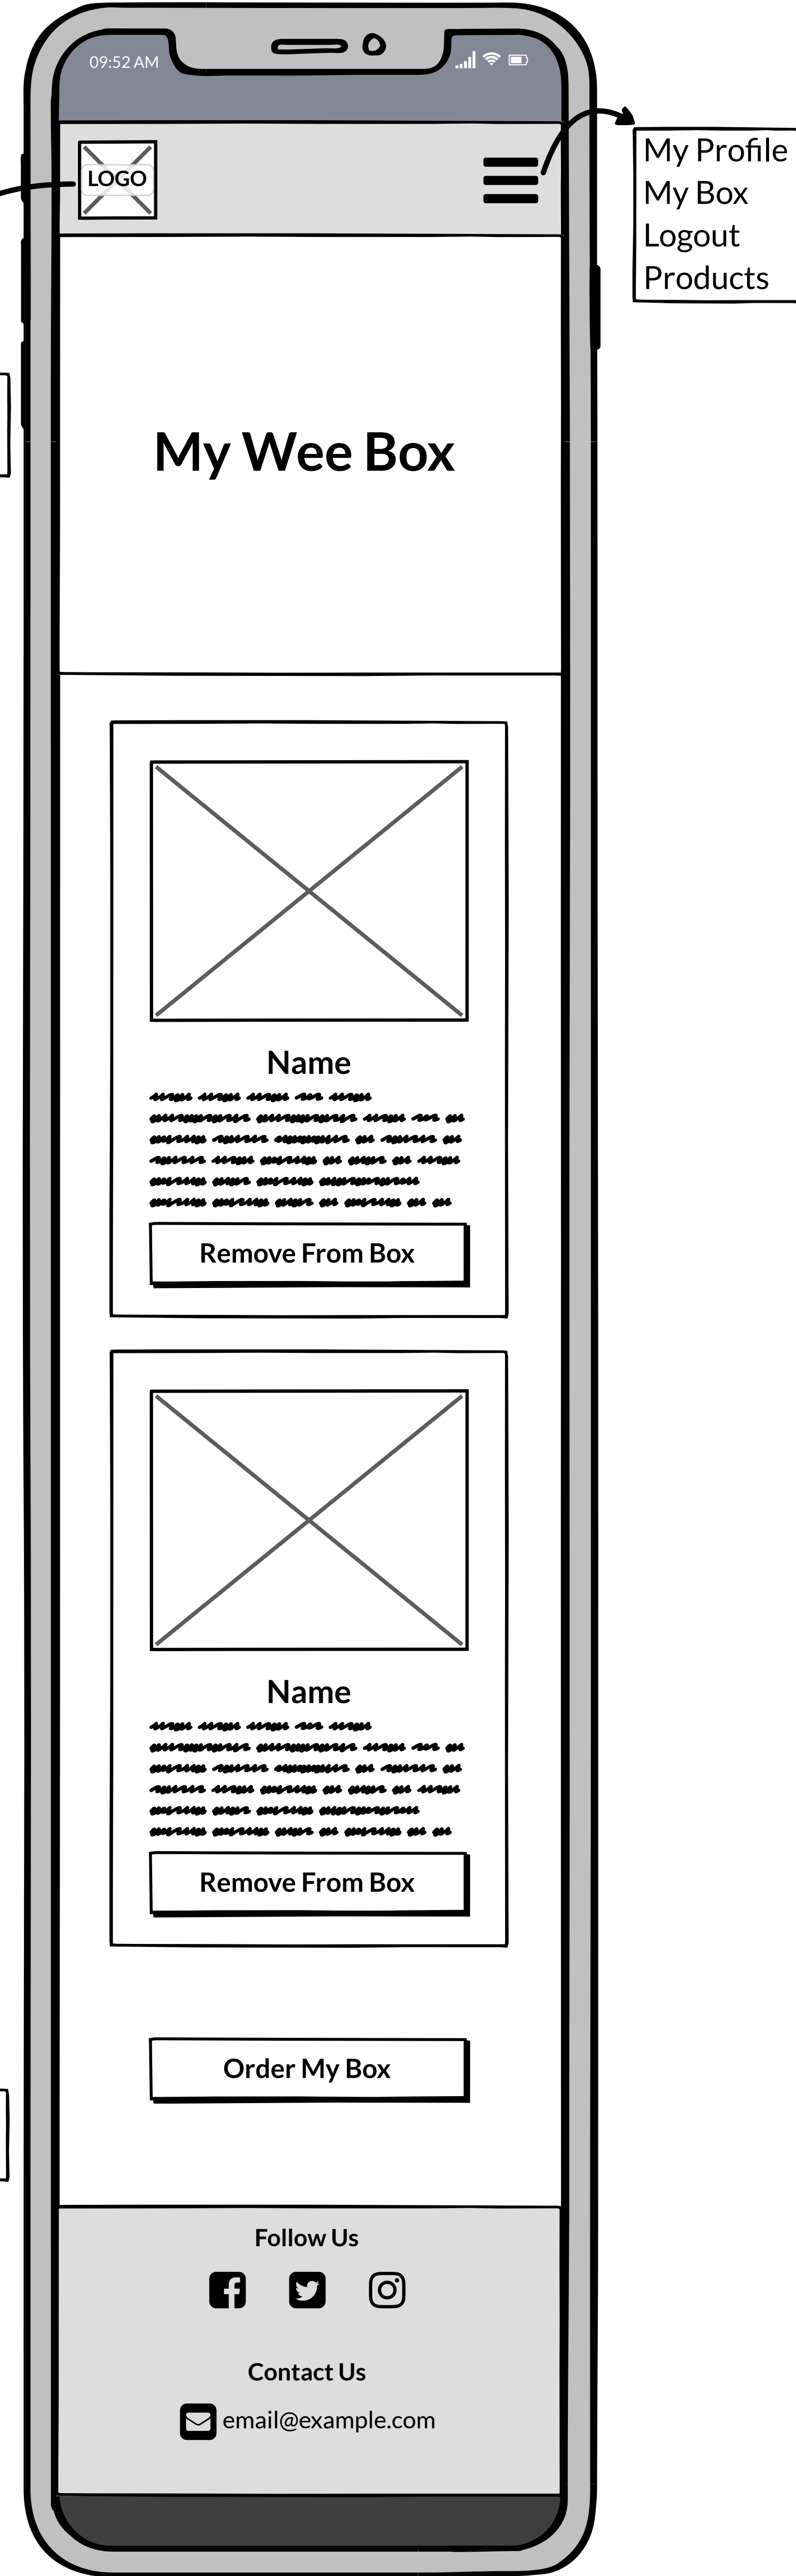 09:52 AM
LOGO
My Profile
My Box
Logout
Products
My Wee Box
Name
Remove From Box
Name
Remove From Box
Order My Box
Follow Us
Contact Us
email@example.com